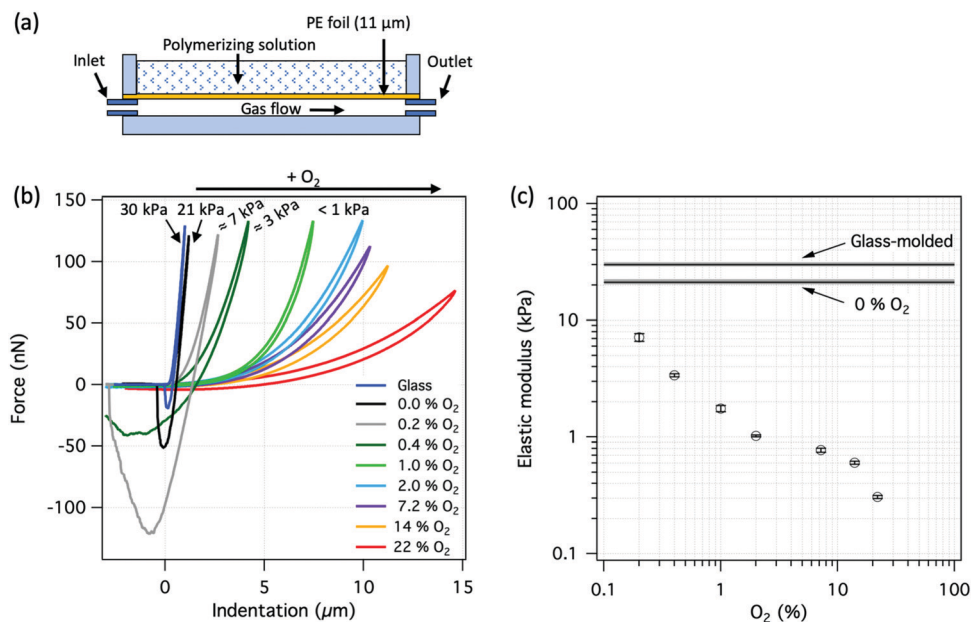 (a)
PE foil (11 μm)
Polymerizing solution
Inlet
Outlet
Gas flow
(b)
+ O₂
150
100
50
0
-50
-100
Force (nN)
30 kPa
21 kPa
≈ 7 kPa
≈ 3 kPa
< 1 kPa
Glass
0.0 % O₂
0.2 % O₂
0.4 % O₂
1.0 % O₂
2.0 % O₂
7.2 % O₂
14 % O₂
22 % O₂
0
5
10
15
Indentation (μm)
(c)
100
10
1
0.1
Elastic modulus (kPa)
Glass-molded
0 % O₂
0.1
1
10
100
O₂ (%)